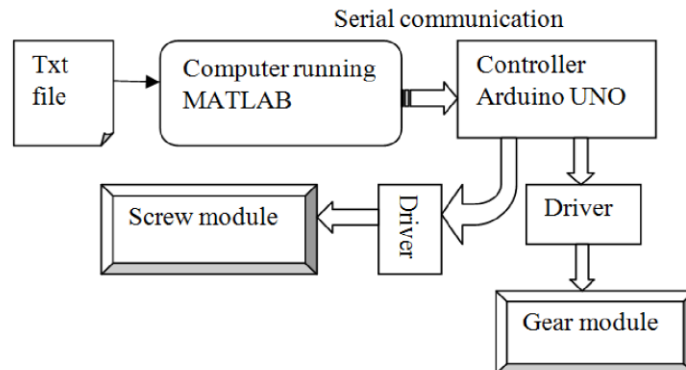 Serial communication
Txt
file
Computer running
MATLAB
Controller
Arduino UNO
Screw module
Driver
Driver
Gear module